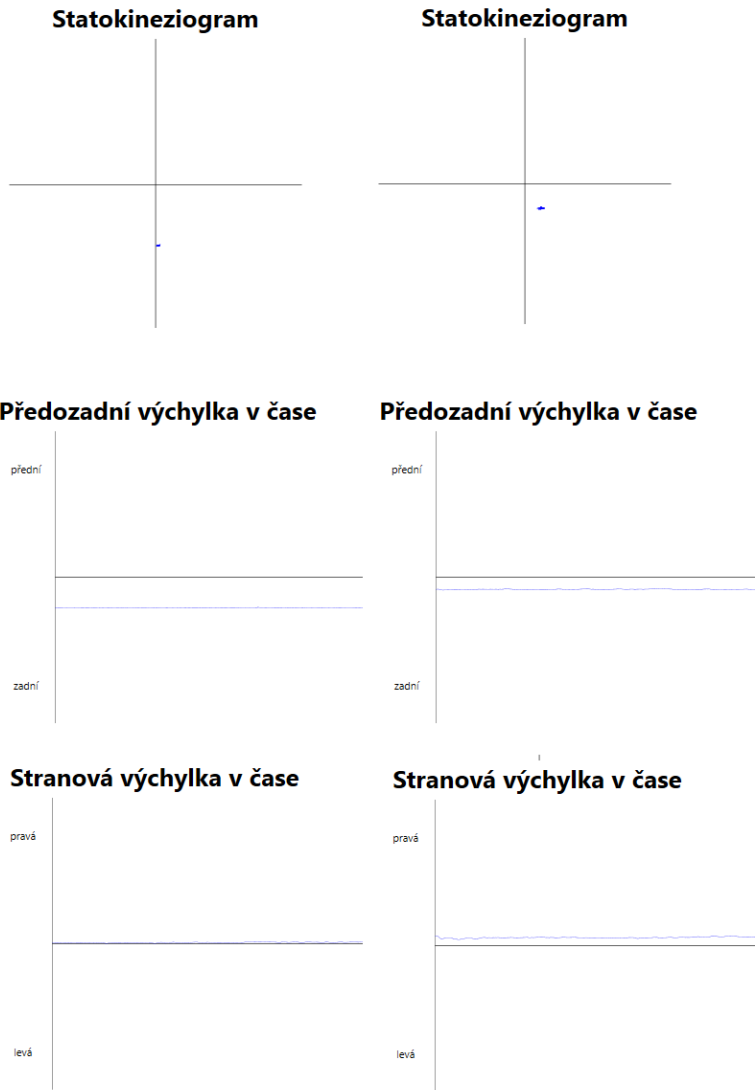 Statokineziogram
Statokineziogram
Předozadní výchylka v čase
Předozadní výchylka v čase
přední
přední
zadní
zadní
Stranová výchylka v čase
Stranová výchylka v čase
pravá
pravá
levá
levá